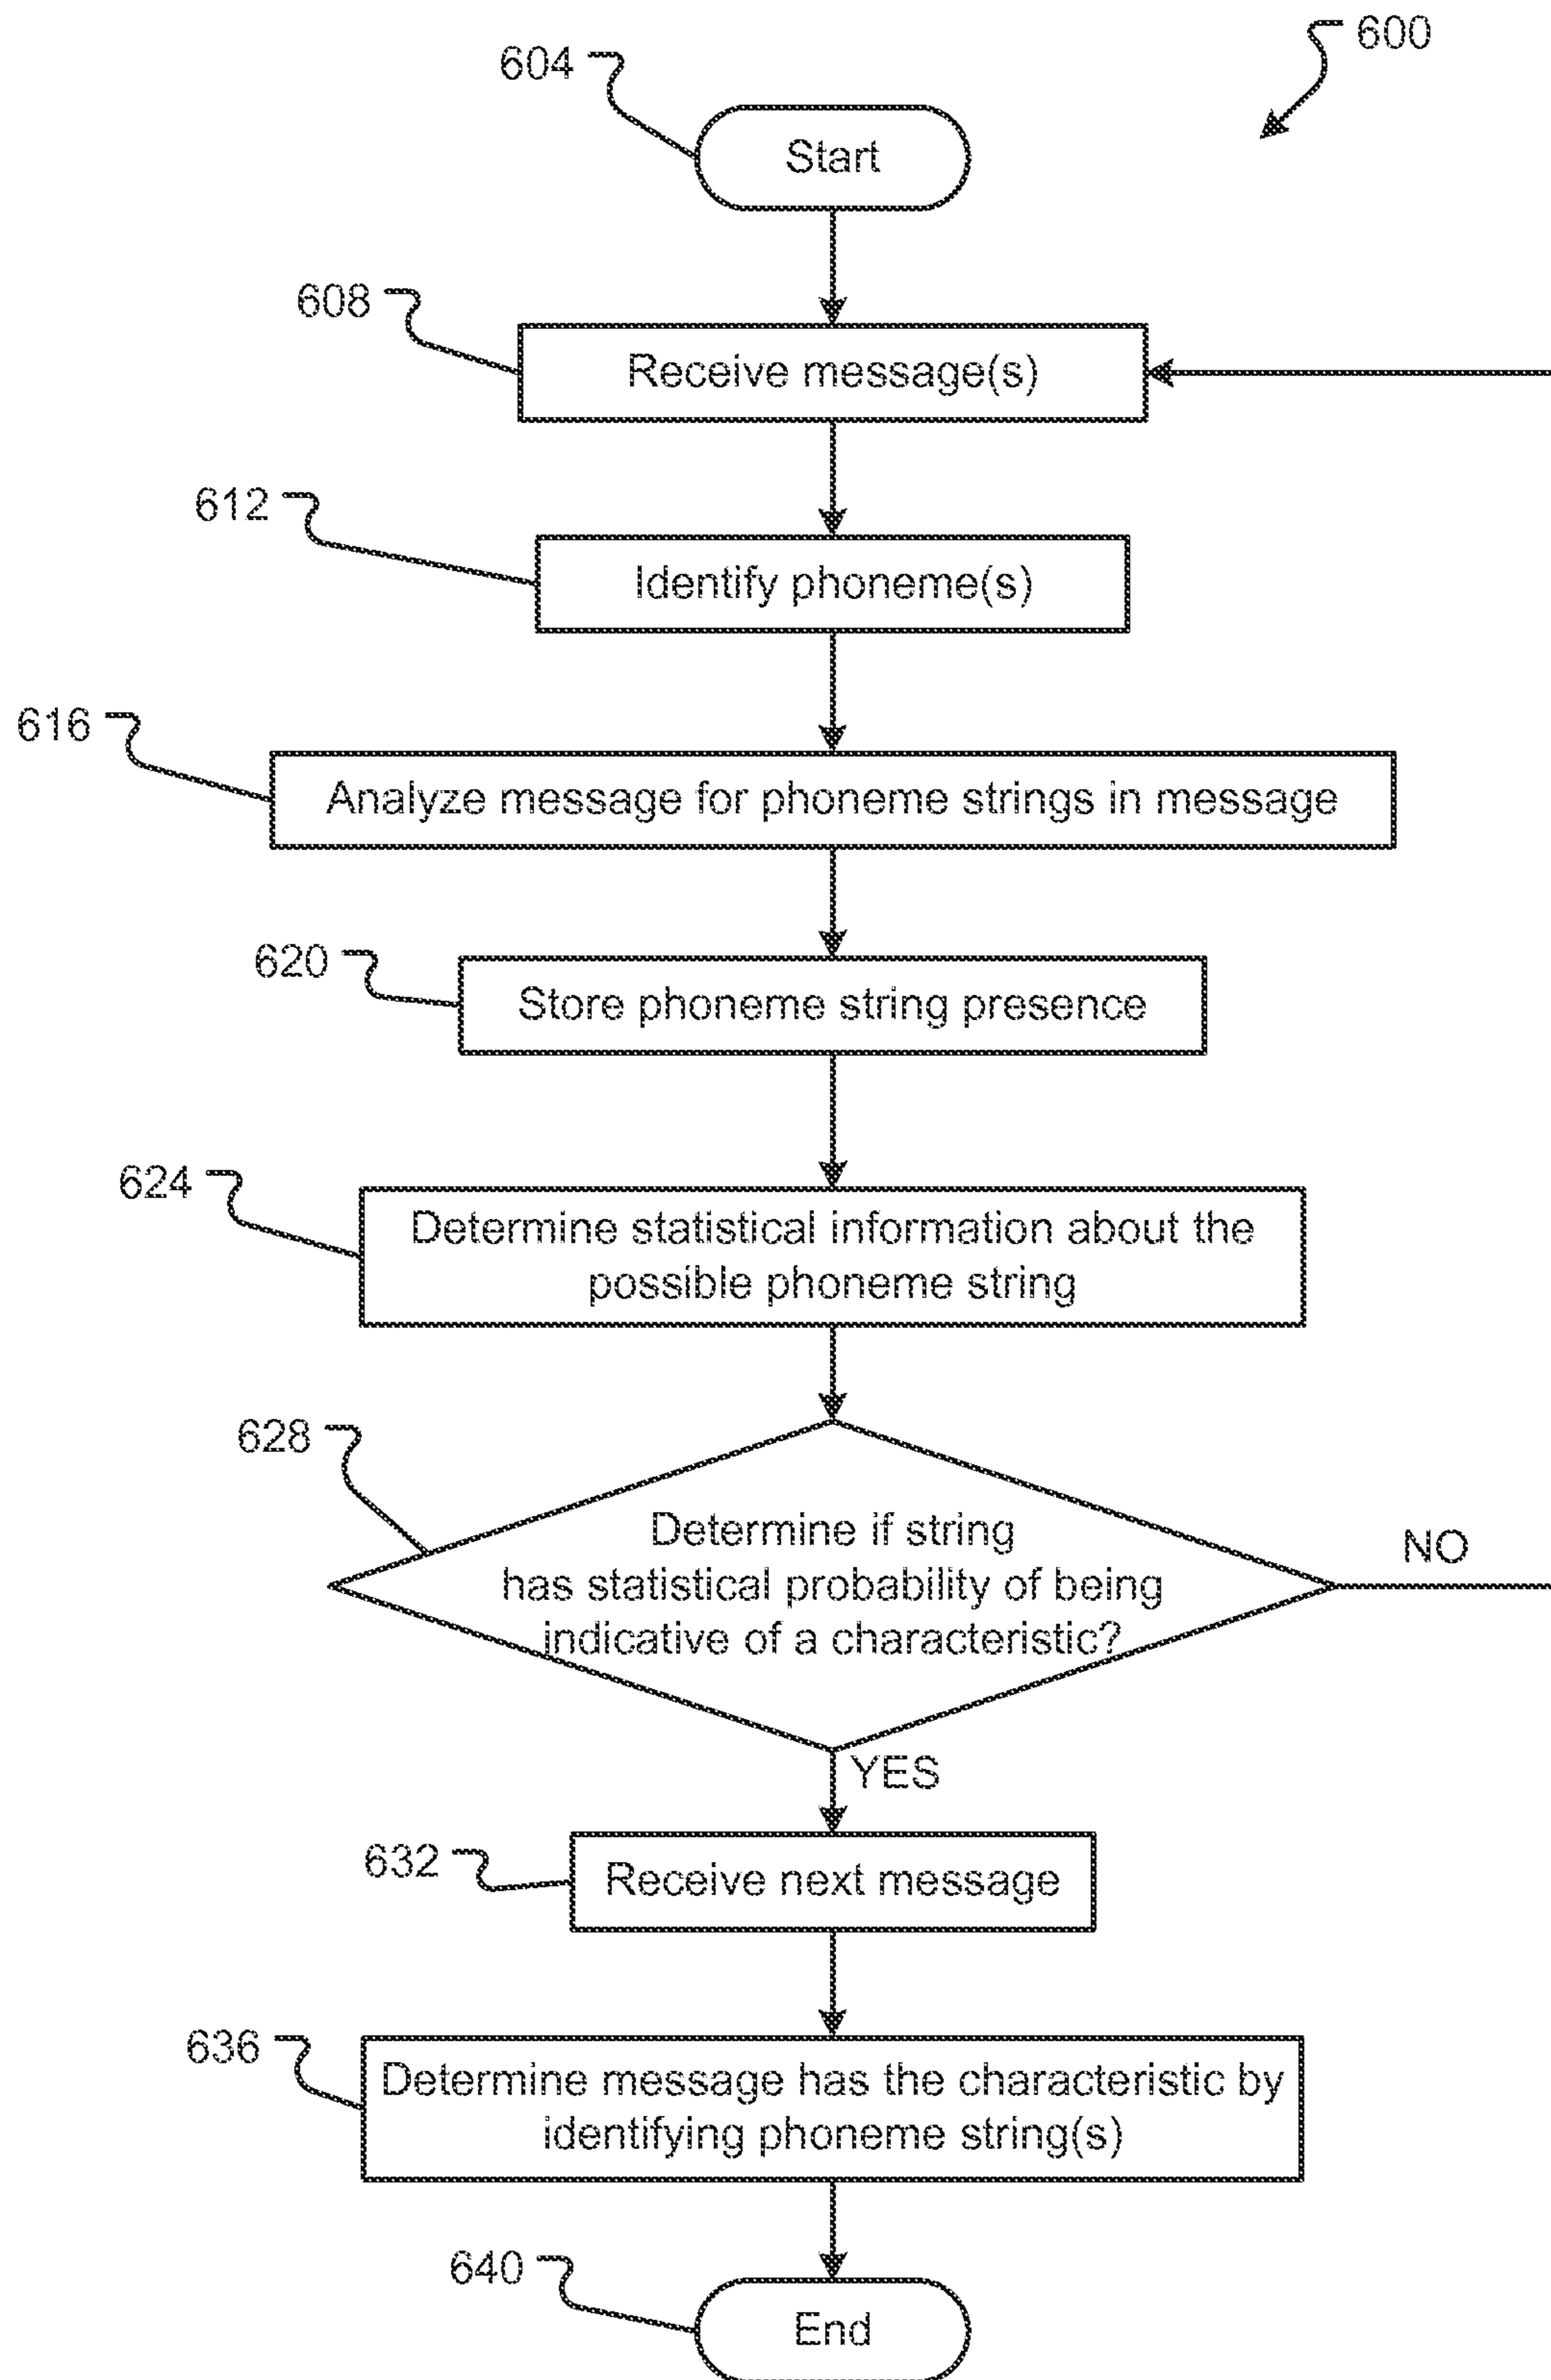 600
604
Start
608
Receive message(s)
612
Identify phoneme(s)
616
Analyze message for phoneme strings in message
620
Store phoneme string presence
624
Determine statistical information about the
possible phoneme string
628
Determine if string
has statistical probability of being
indicative of a characteristic?
NO
YES
632
Receive next message
636
Determine message has the characteristic by
identifying phoneme string(s)
640
End